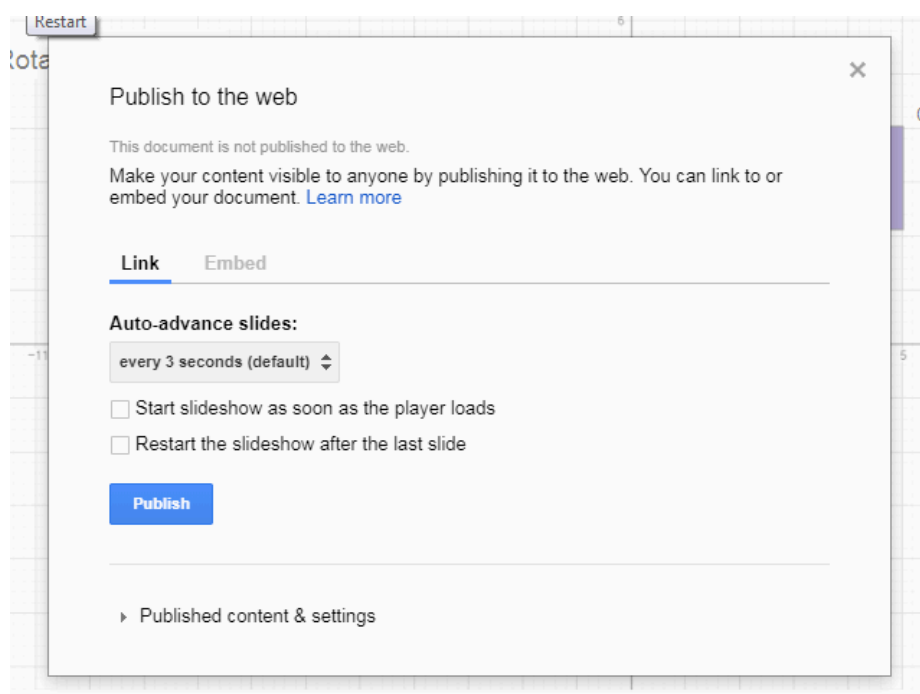 Restart
6
Publish to the web
This document is not published to the web.
Make your content visible to anyone by publishing it to the web. You can link to or
embed your document. Learn more
Link Embed
Auto-advance slides:
every 3 seconds (default)
-11
5
Start slideshow as soon as the player loads
Restart the slideshow after the last slide
Publish
Published content & settings